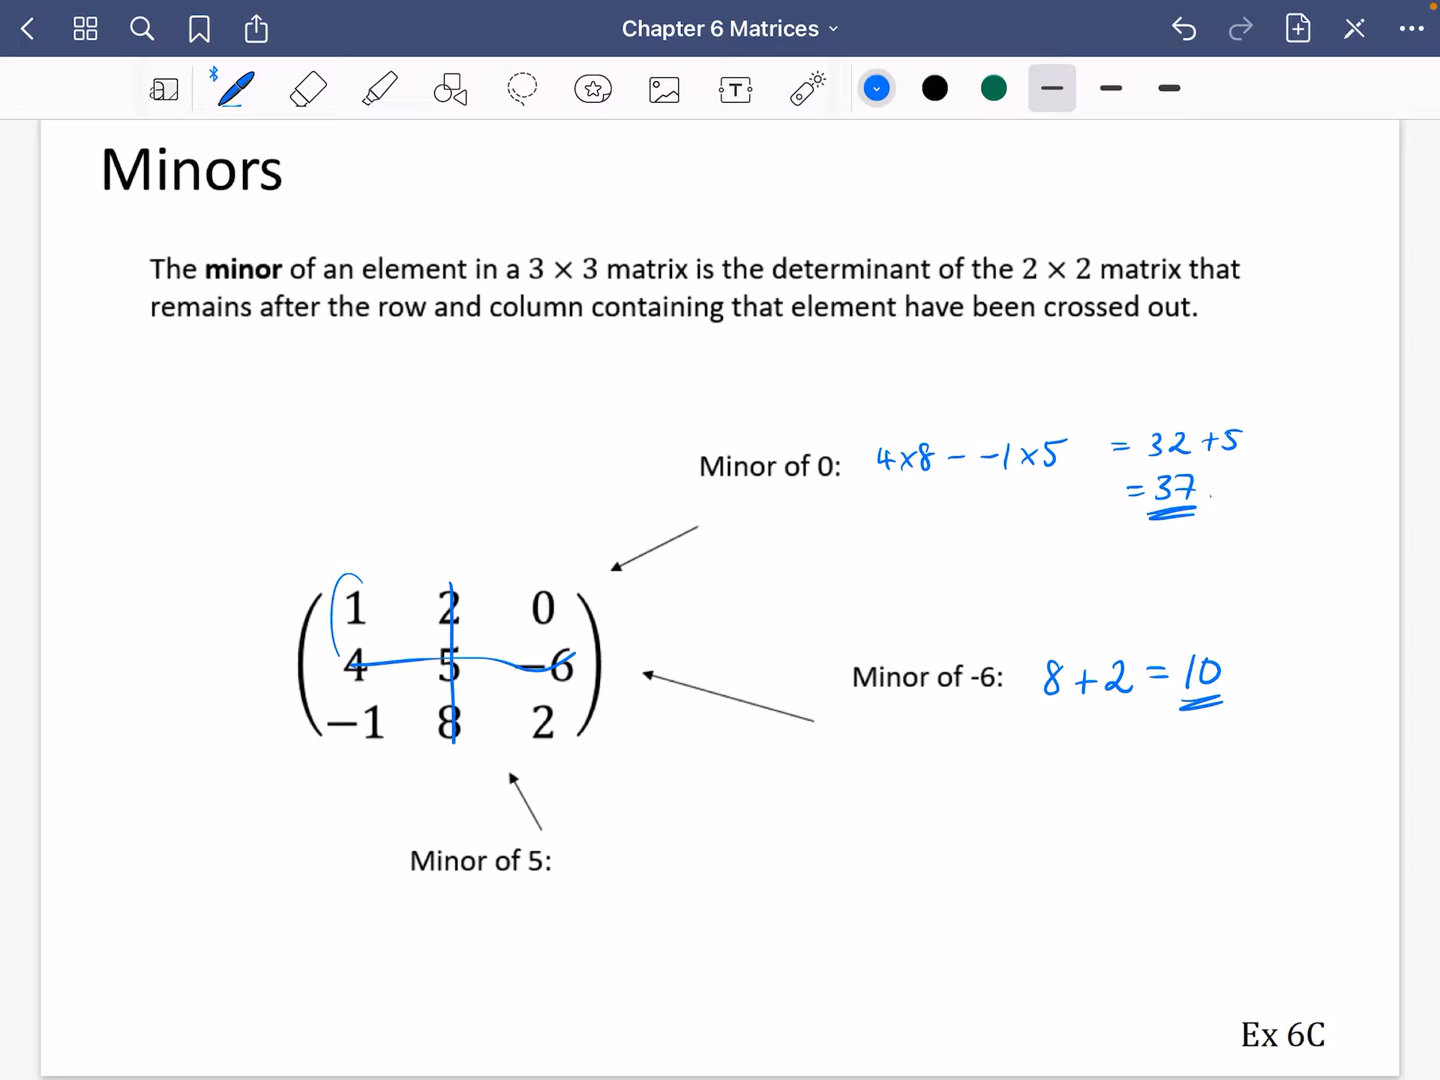 Chapter 6 Matrices
Minors
The minor of an element in a 3 × 3 matrix is the determinant of the 2 × 2 matrix that
remains after the row and column containing that element have been crossed out.
Minor of 0: 4×8 - -1×5 = 32 +5
= 37
1 2 0
4 5 −6
−1 8 2
Minor of -6: 8+2 = 10
Minor of 5:
Ex 6C